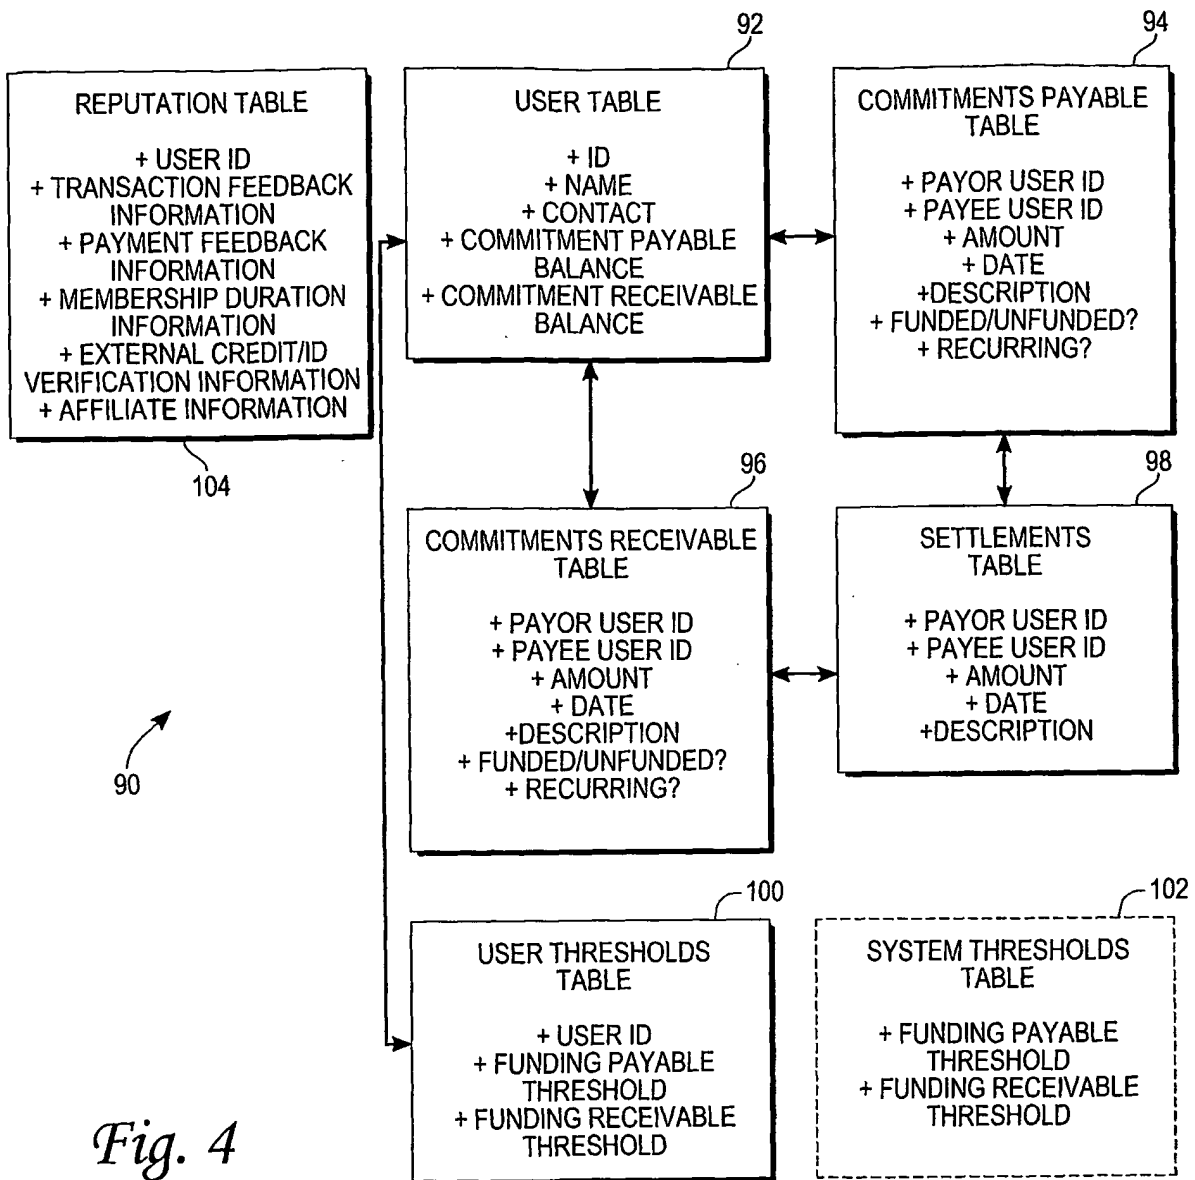 92
94
REPUTATION TABLE
+ USER ID
+ TRANSACTION FEEDBACK
INFORMATION
+ PAYMENT FEEDBACK
INFORMATION
+ MEMBERSHIP DURATION
INFORMATION
+ EXTERNAL CREDIT/ID
VERIFICATION INFORMATION
+ AFFILIATE INFORMATION
104
USER TABLE
+ ID
+ NAME
+ CONTACT
+ COMMITMENT PAYABLE
BALANCE
+ COMMITMENT RECEIVABLE
BALANCE
COMMITMENTS PAYABLE
TABLE
+ PAYOR USER ID
+ PAYEE USER ID
+ AMOUNT
+ DATE
+DESCRIPTION
+ FUNDED/UNFUNDED?
+ RECURRING?
96
98
COMMITMENTS RECEIVABLE
TABLE
+ PAYOR USER ID
+ PAYEE USER ID
+ AMOUNT
+ DATE
+DESCRIPTION
+ FUNDED/UNFUNDED?
+ RECURRING?
SETTLEMENTS
TABLE
+ PAYOR USER ID
+ PAYEE USER ID
+ AMOUNT
+ DATE
+DESCRIPTION
90
100
102
USER THRESHOLDS
TABLE
+ USER ID
+ FUNDING PAYABLE
THRESHOLD
+ FUNDING RECEIVABLE
THRESHOLD
SYSTEM THRESHOLDS
TABLE
+ FUNDING PAYABLE
THRESHOLD
+ FUNDING RECEIVABLE
THRESHOLD
Fig. 4